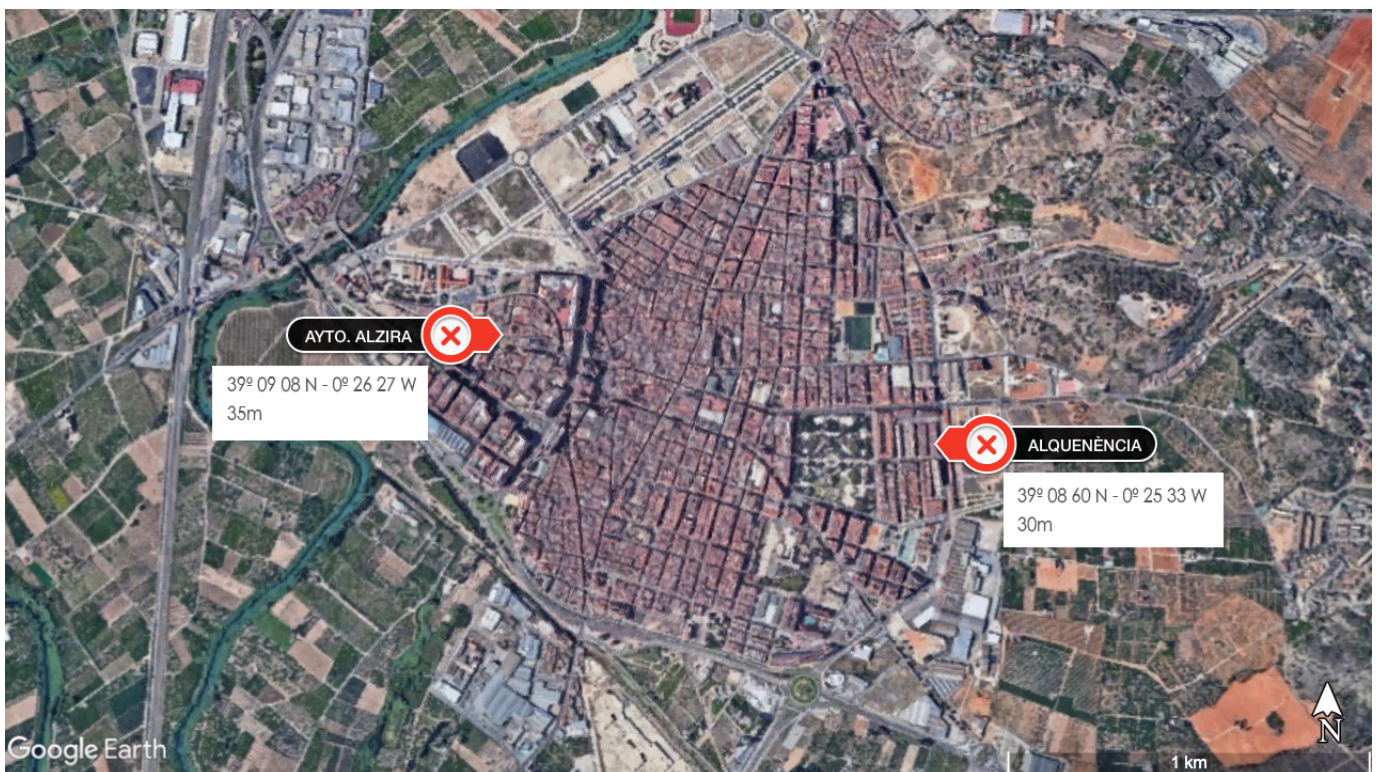 AYTO. ALZIRA
39º 09 08 N - 0º 26 27 W
35m
ALQUENÈNCIA
39º 08 60 N - 0º 25 33 W
30m
N
Google Earth
1 km